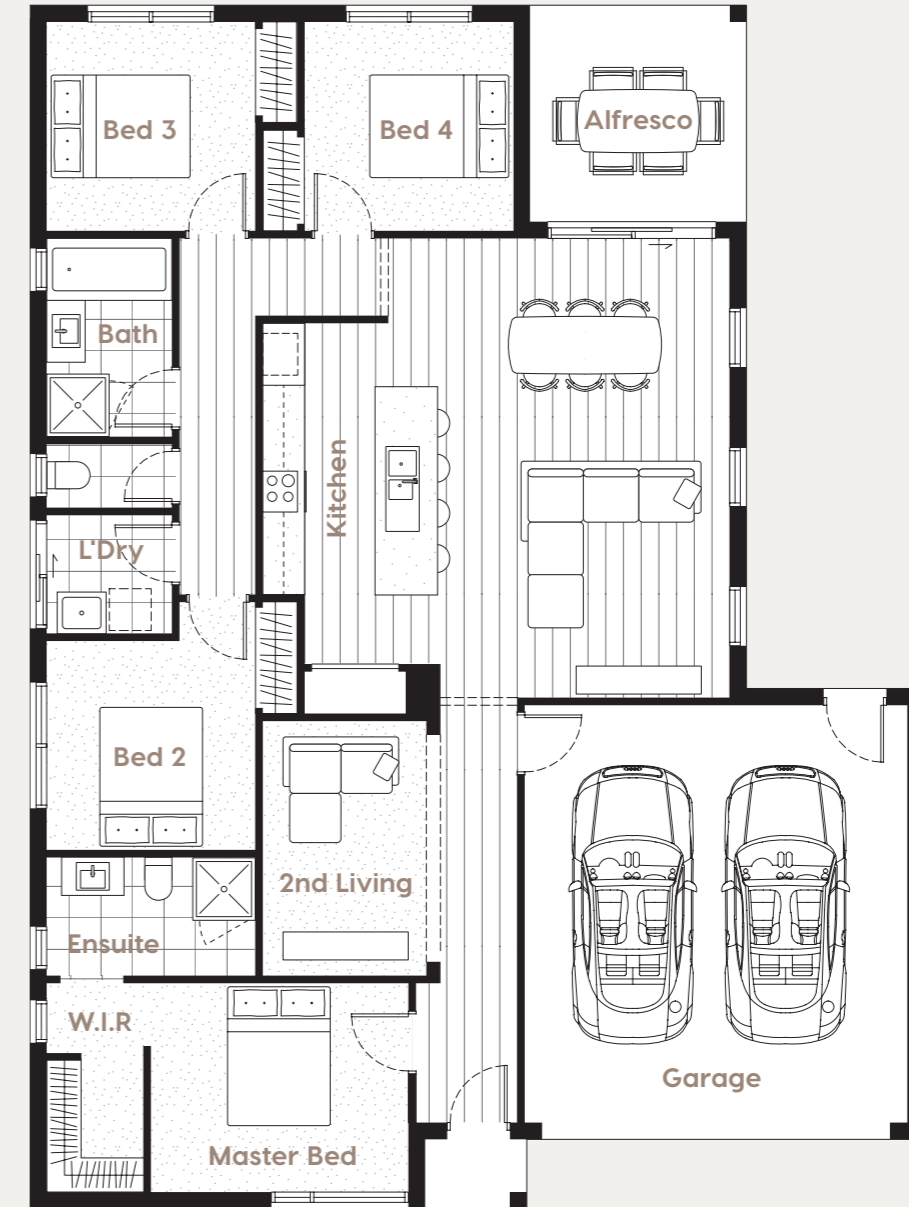 Bed 3
Bed 4
Alfresco
Bath
Kitchen
L'Dry
Bed 2
2nd Living
Ensuite
W.I.R
Garage
Master Bed